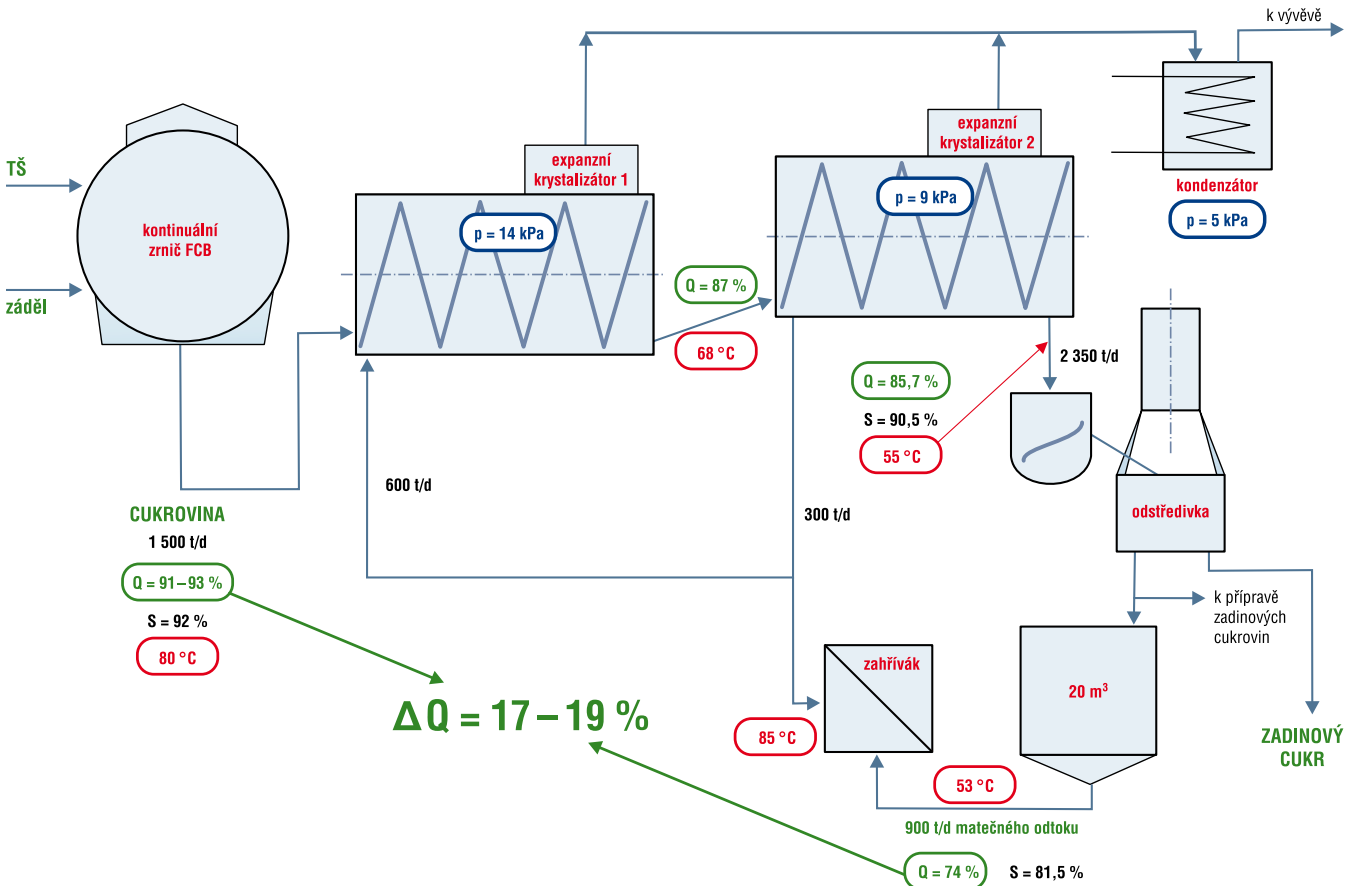 k vývěvě
TŠ
kontinuální
zrnič FCB
záděl
expanzní
krystalizátor 1
p = 14 kPa
expanzní
krystalizátor 2
p = 9 kPa
kondenzátor
p = 5 kPa
Q = 87 %
68 °C
2 350 t/d
Q = 85,7 %
S = 90,5 %
55 °C
600 t/d
300 t/d
odstředivka
CUKROVINA
1 500 t/d
Q = 91–93 %
S = 92 %
80 °C
k přípravě
zadinových
cukrovin
zahřívák
20 m³
Δ Q = 17 – 19 %
85 °C
ZADINOVÝ
CUKR
53 °C
900 t/d matečného odtoku
Q = 74 %
S = 81,5 %